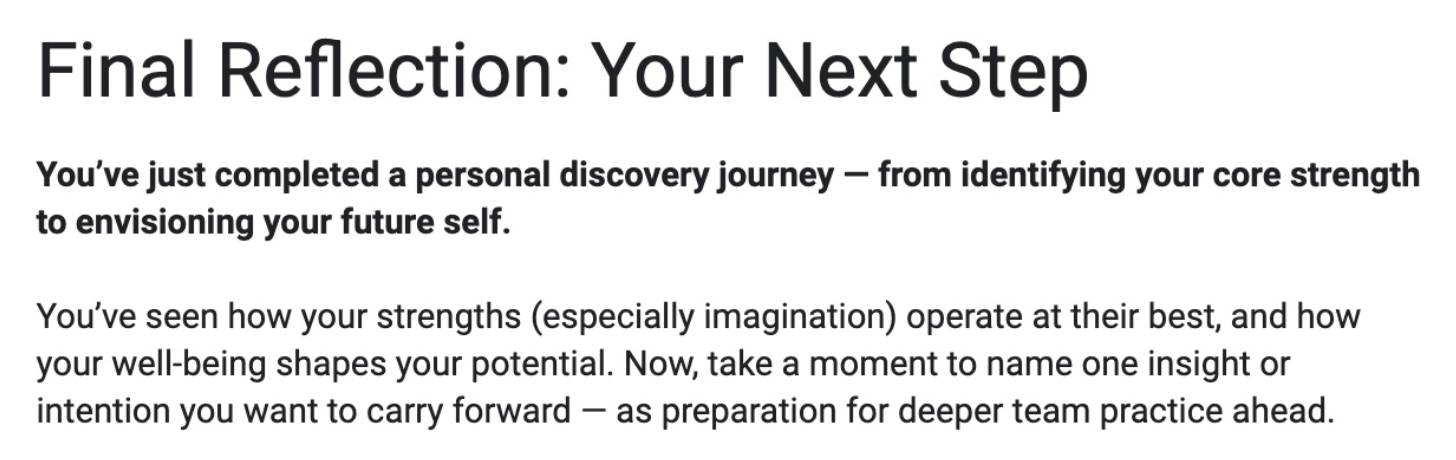 Final Reflection: Your Next Step
You’ve just completed a personal discovery journey — from identifying your core strength
to envisioning your future self.
You’ve seen how your strengths (especially imagination) operate at their best, and how
your well-being shapes your potential. Now, take a moment to name one insight or
intention you want to carry forward — as preparation for deeper team practice ahead.